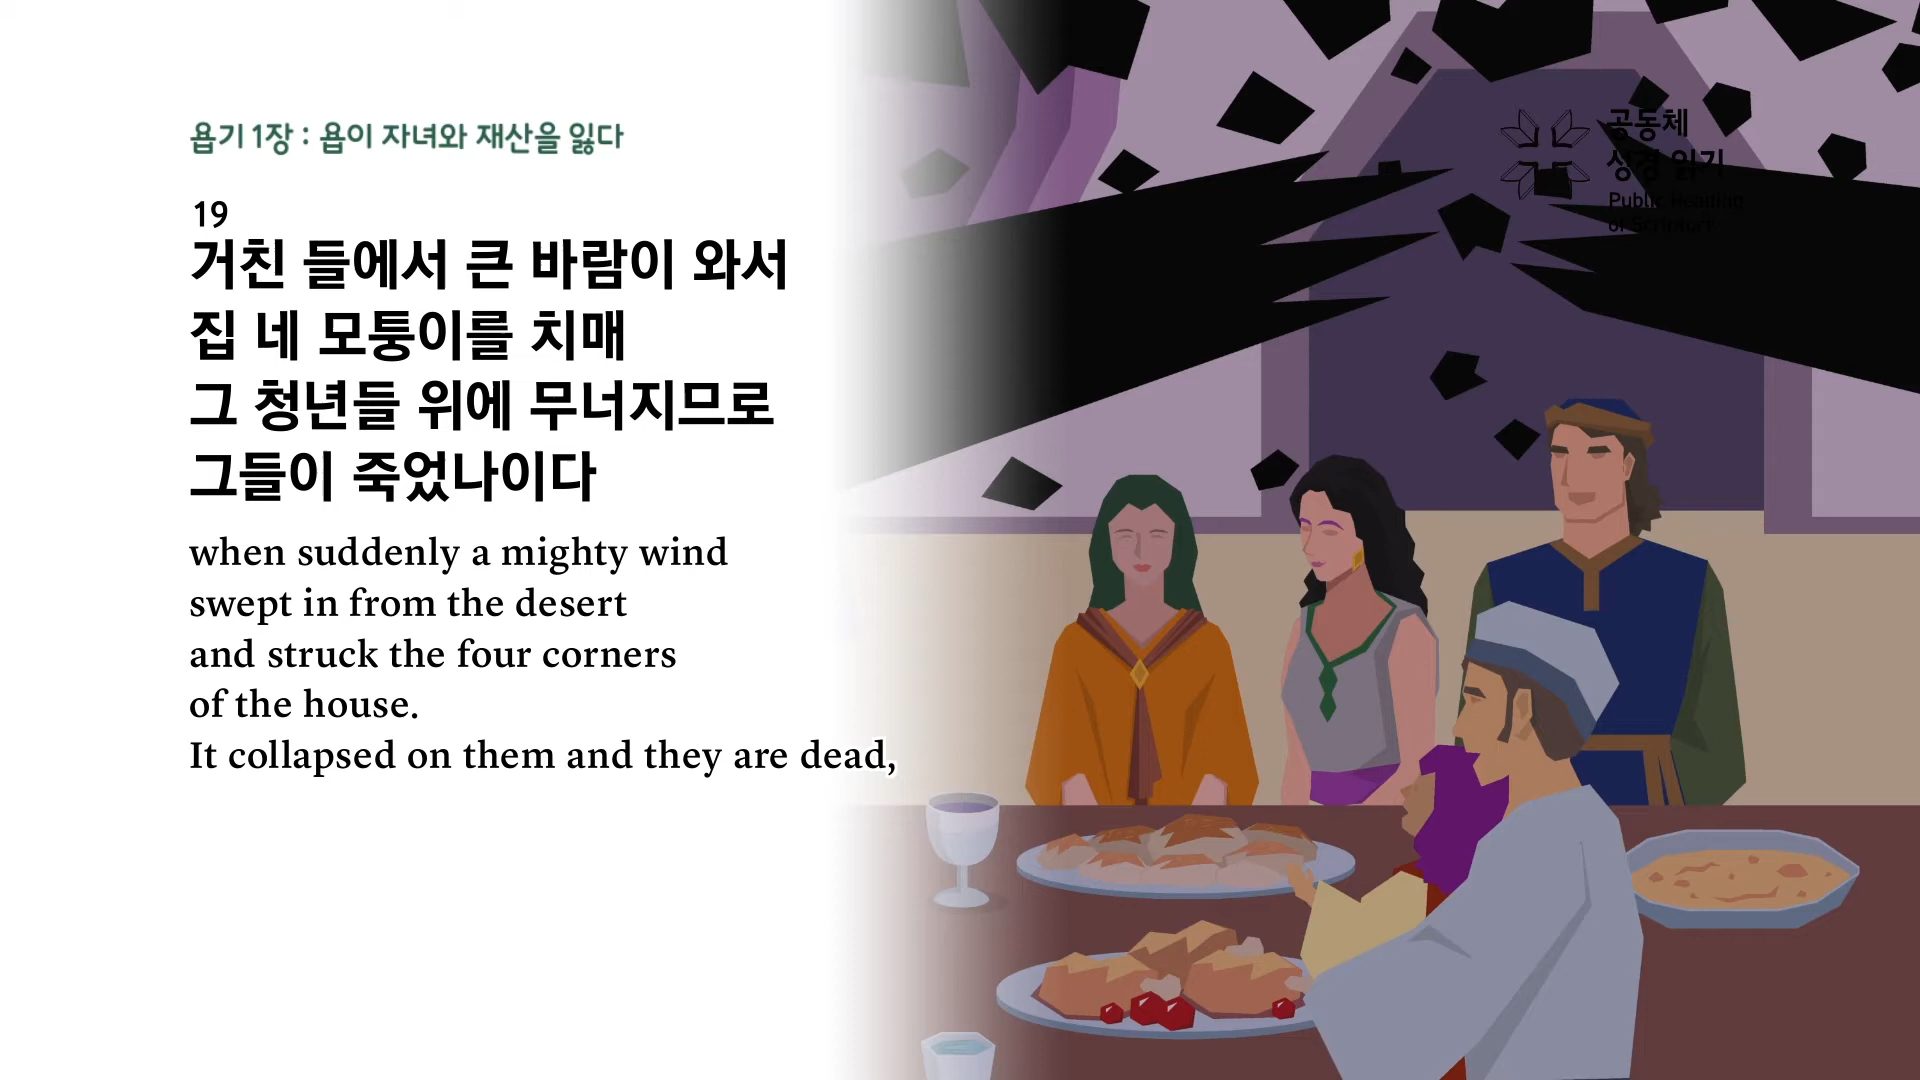 욥기 1장 : 욥이 자녀와 재산을 잃다
19
거친 들에서 큰 바람이 와서
집 네 모퉁이를 치매
그 청년들 위에 무너지므로
그들이 죽었나이다
when suddenly a mighty wind
swept in from the desert
and struck the four corners
of the house.
It collapsed on them and they are dead,
공동체
성경 읽기
Public Reading
of Scripture